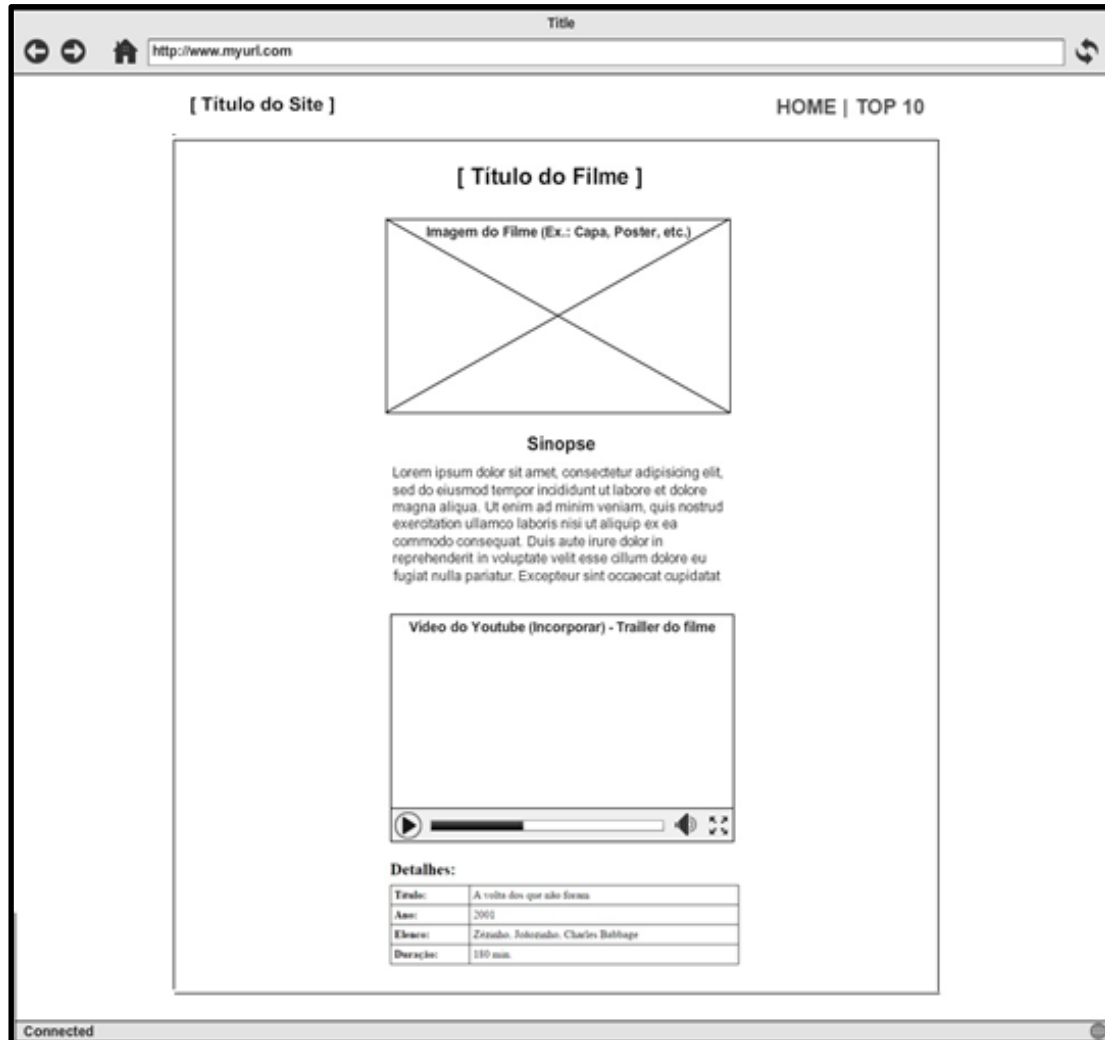 Title
http://www.myurl.com
[ Título do Site ]
HOME | TOP 10
[ Título do Filme ]
Imagem do Filme (Ex.: Capa, Poster, etc.)
Sinopse
Lorem ipsum dolor sit amet, consectetur adipisicing elit,
sed do eiusmod tempor incididunt ut labore et dolore
magna aliqua. Ut enim ad minim veniam, quis nostrud
exercitation ullamco laboris nisi ut aliquip ex ea
commodo consequat. Duis aute irure dolor in
reprehenderit in voluptate velit esse cillum dolore eu
fugiat nulla pariatur. Excepteur sint occaecat cupidatat
Vídeo do Youtube (Incorporar) - Trailler do filme
Detalhes:
Título: A volta dos que não foram
Ano: 2001
Elenco: Zézinho, Joãozinho, Charles Babbage
Duração: 180 min.
Connected